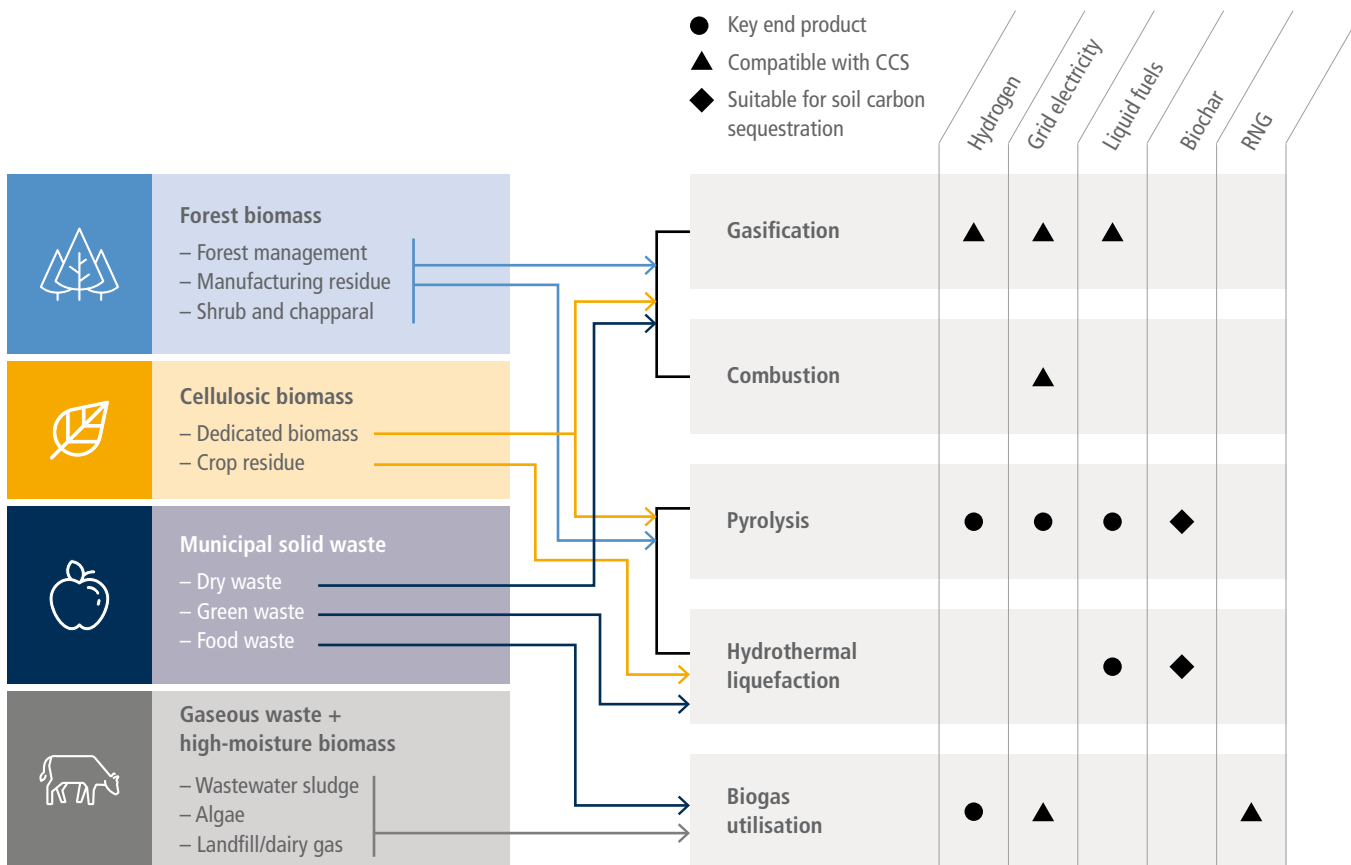 Key end product
Compatible with CCS
Suitable for soil carbon
sequestration
Hydrogen
Grid electricity
Liquid fuels
Biochar
RNG
Forest biomass
– Forest management
– Manufacturing residue
– Shrub and chapparal
Cellulosic biomass
– Dedicated biomass
– Crop residue
Municipal solid waste
– Dry waste
– Green waste
– Food waste
Gaseous waste +
high-moisture biomass
– Wastewater sludge
– Algae
– Landfill/dairy gas
Gasification
Combustion
Pyrolysis
Hydrothermal
liquefaction
Biogas
utilisation